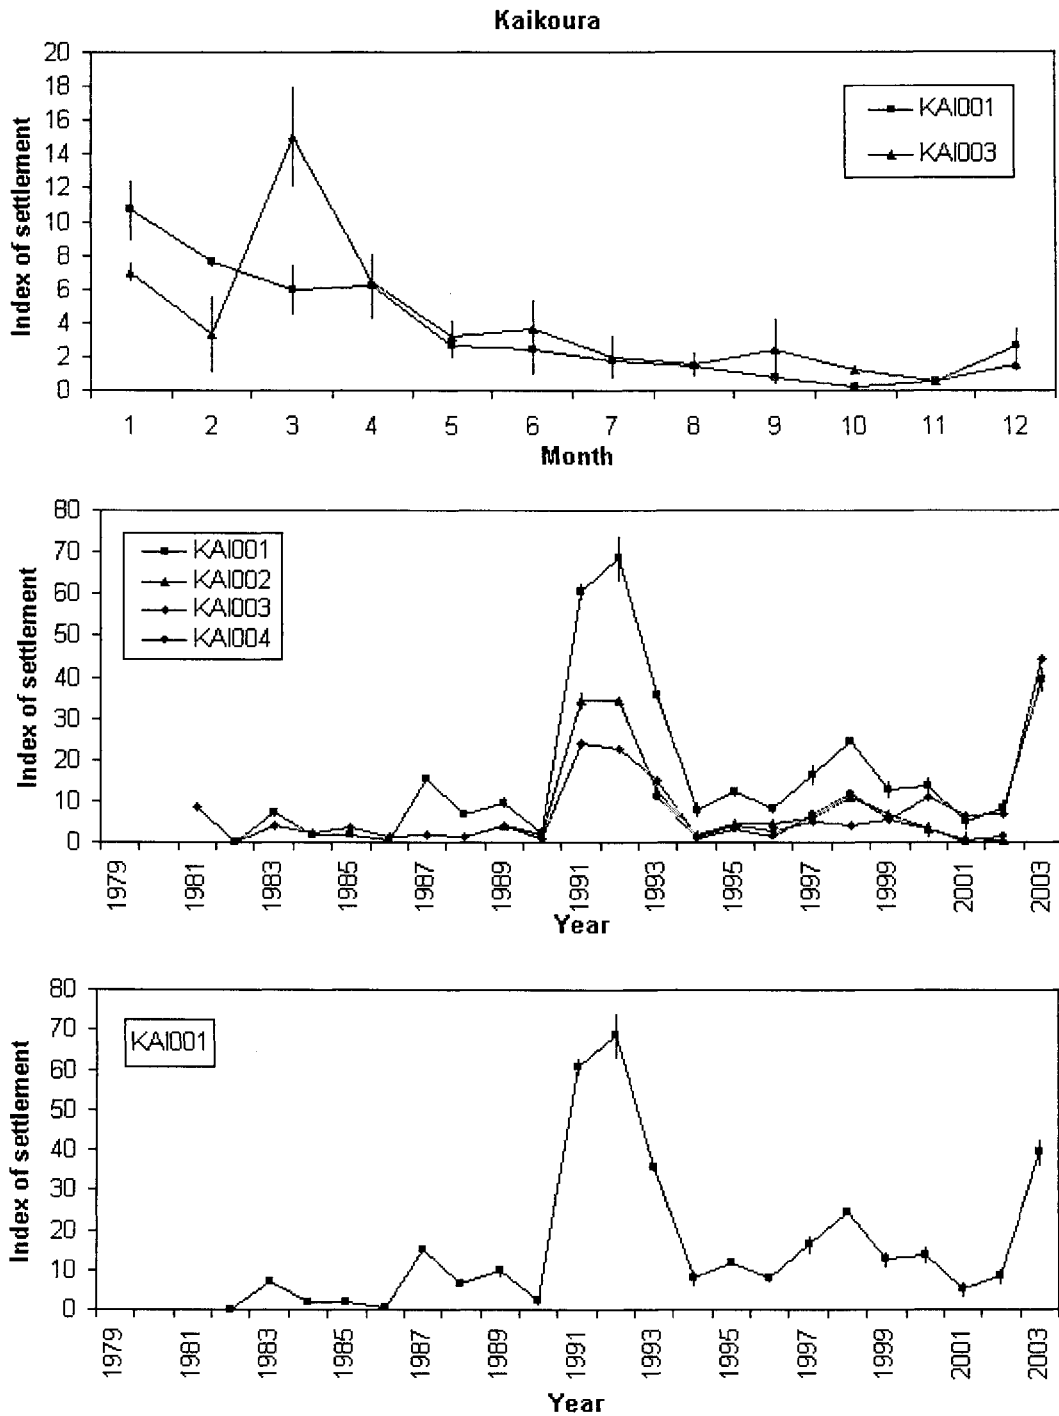 Kaikoura
Index of settlement
20
18
16
14
12
10
8
6
4
2
0
KAI001
KAI003
1 2 3 4 5 6 7 8 9 10 11 12
Month
Index of settlement
80
70
60
50
40
30
20
10
0
KAI001
KAI002
KAI003
KAI004
1979 1981 1983 1985 1987 1989 1991 1993 1995 1997 1999 2001 2003
Year
Index of settlement
80
70
60
50
40
30
20
10
0
KAI001
1979 1981 1983 1985 1987 1989 1991 1993 1995 1997 1999 2001 2003
Year